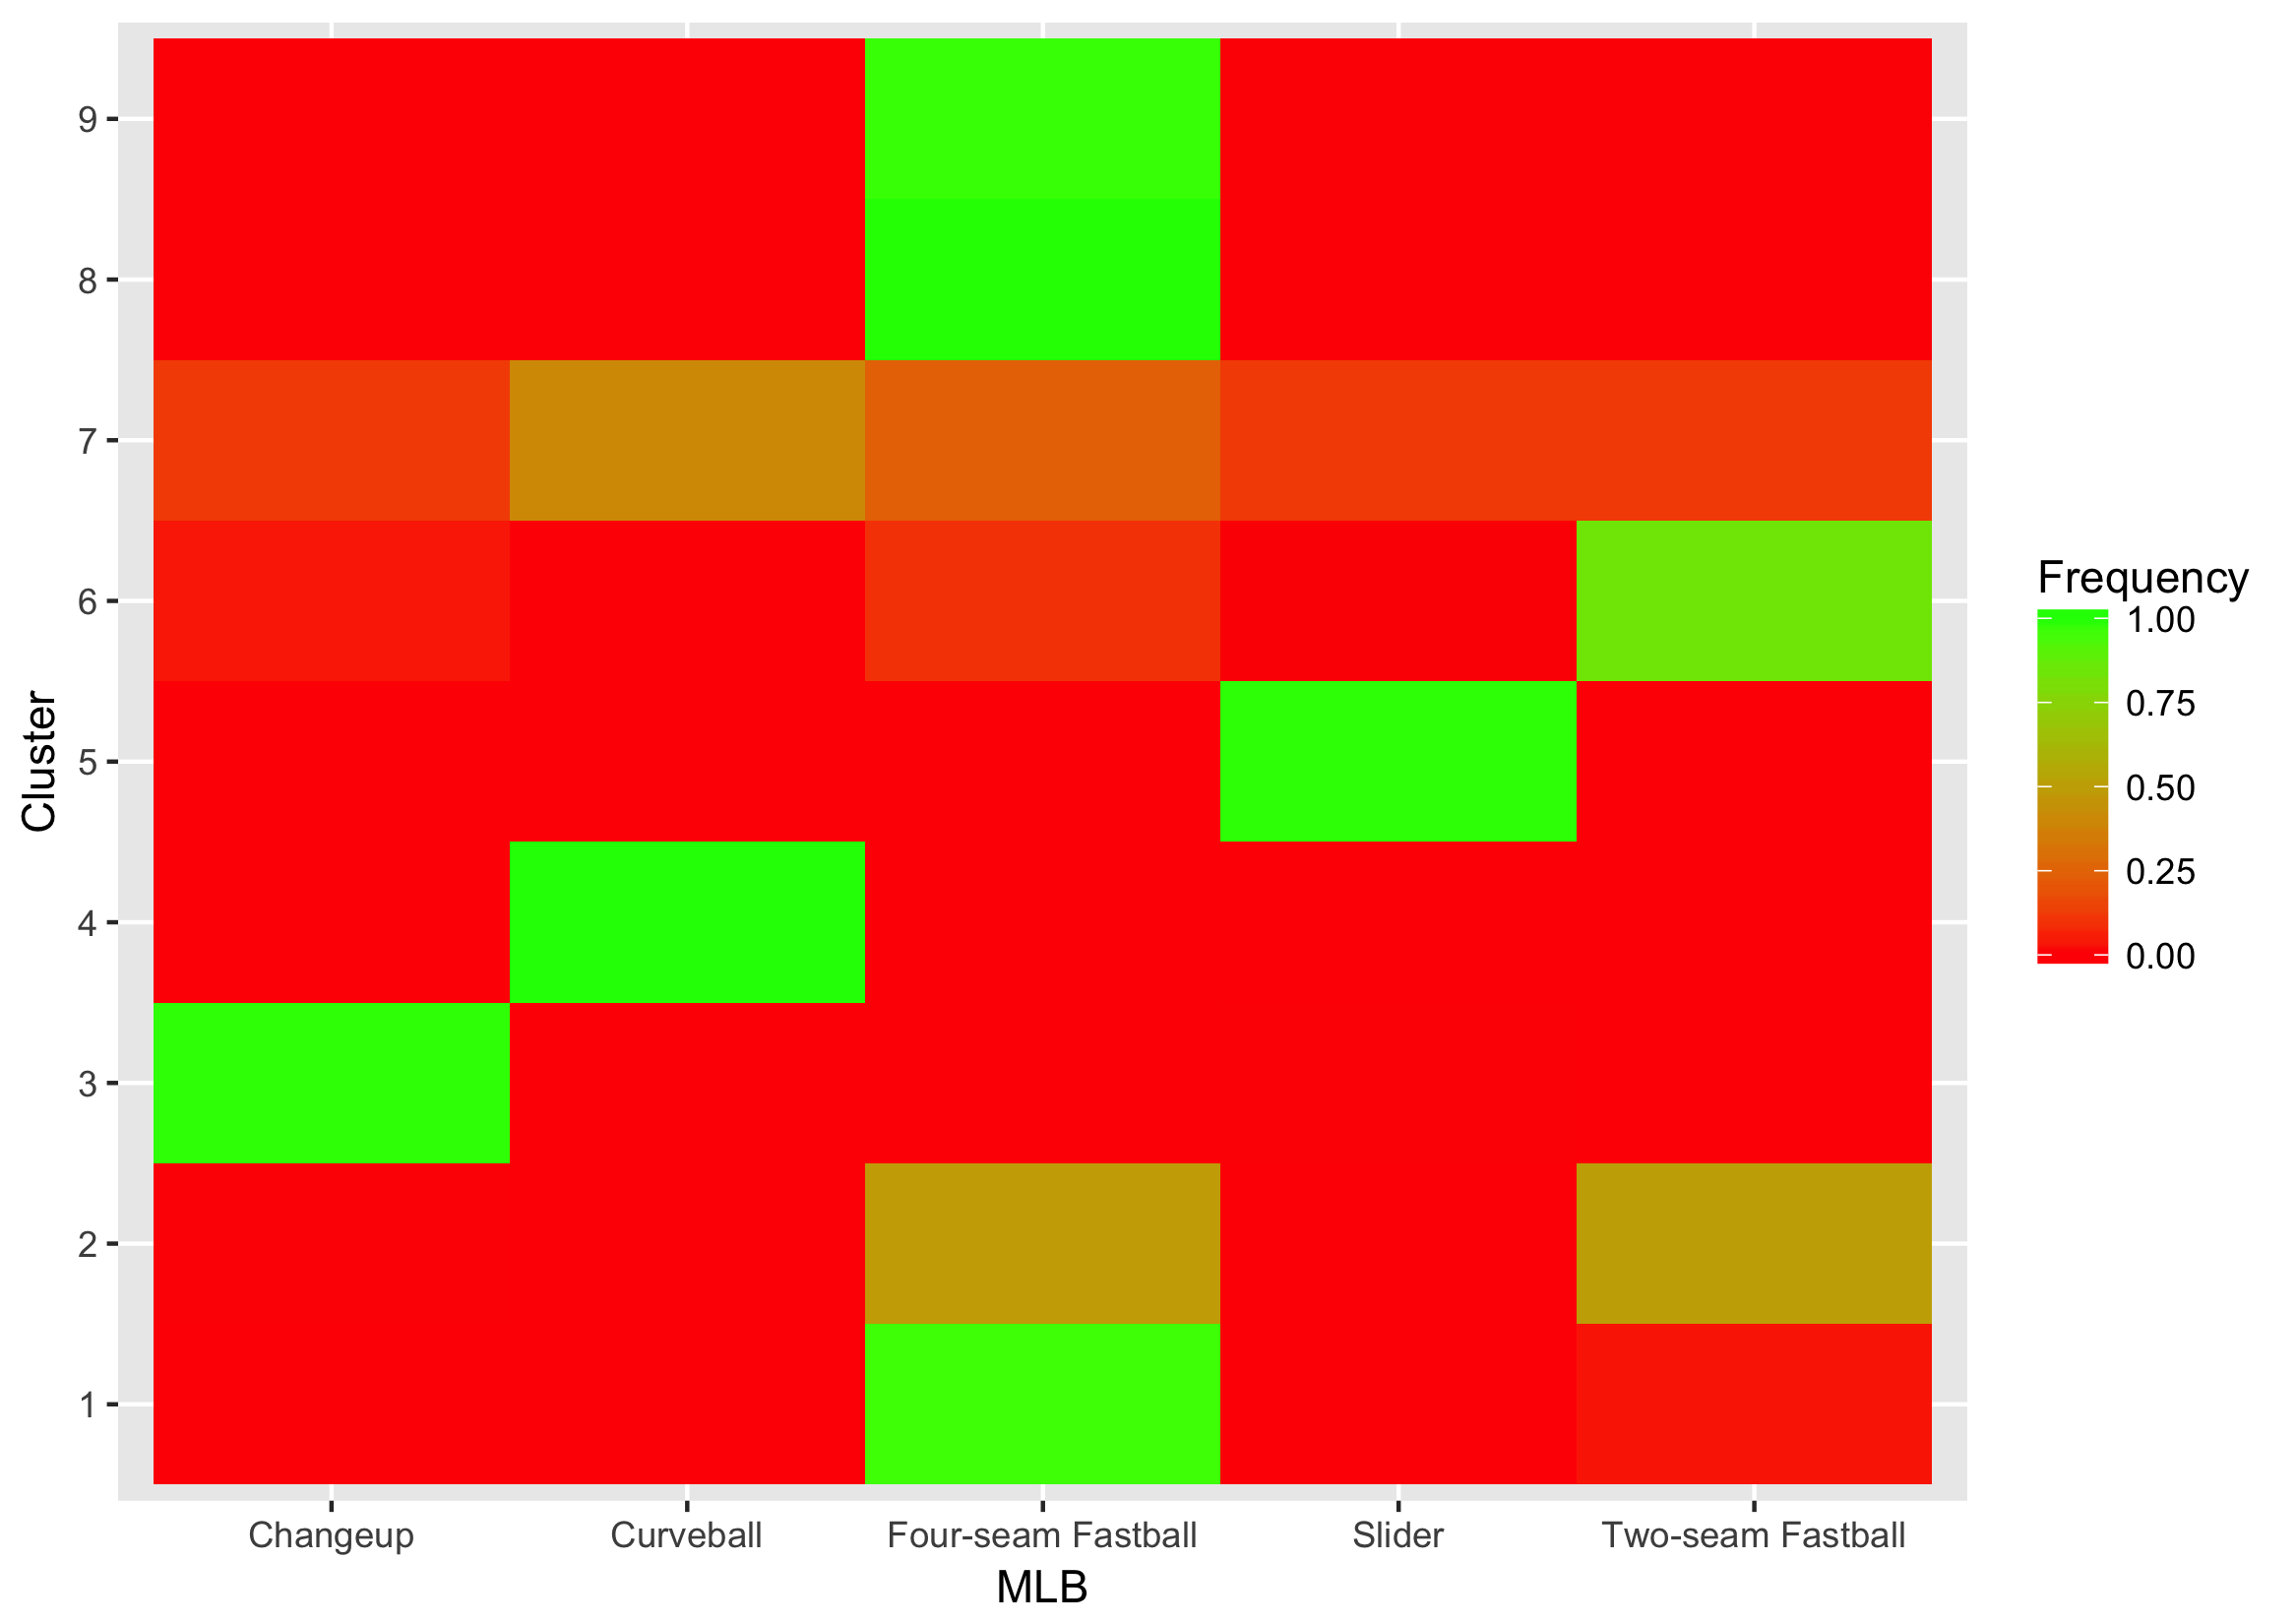 9
8
7
6
5
4
3
2
1
Cluster
Changeup
Curveball
Four-seam Fastball
Slider
Two-seam Fastball
MLB
Frequency
1.00
0.75
0.50
0.25
0.00